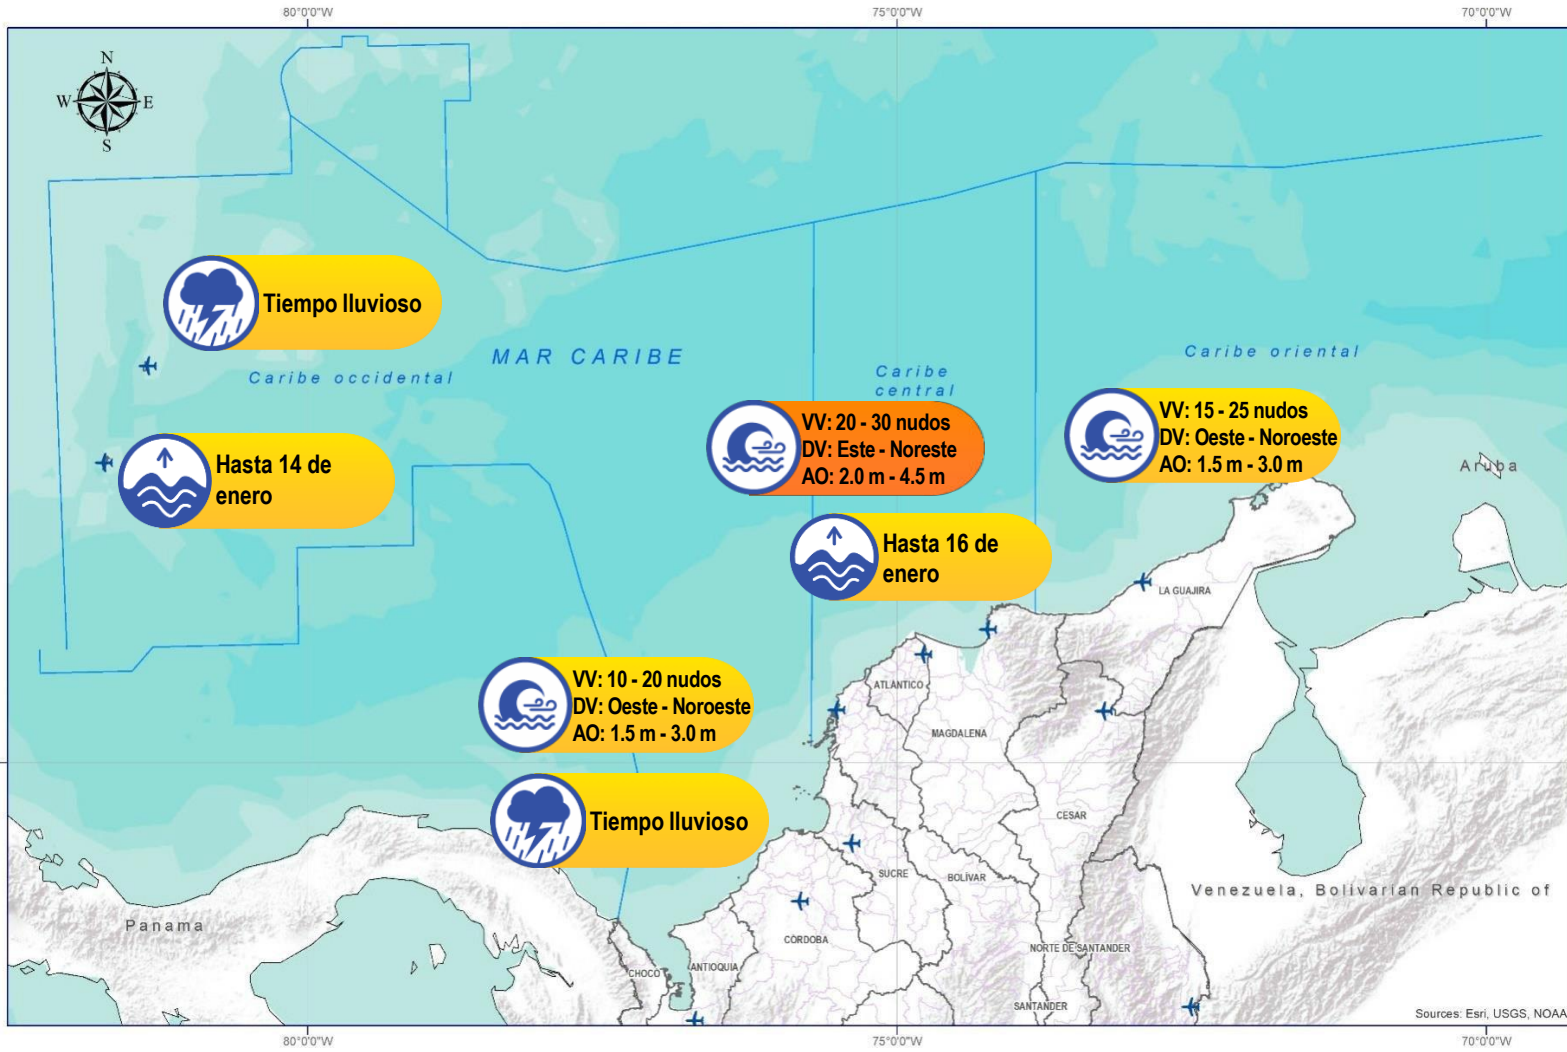 80°0'0"W
75°0'0"W
70°0'0"W
N
W
E
S
Tiempo lluvioso
MAR CARIBE
Caribe occidental
Caribe
central
Caribe oriental
VV: 20 - 30 nudos
DV: Este - Noreste
AO: 2.0 m - 4.5 m
VV: 15 - 25 nudos
DV: Oeste - Noroeste
AO: 1.5 m - 3.0 m
Hasta 14 de
enero
Aruba
Hasta 16 de
enero
LA GUAJIRA
VV: 10 - 20 nudos
DV: Oeste - Noroeste
AO: 1.5 m - 3.0 m
ATLANTICO
MAGDALENA
Tiempo lluvioso
CESAR
SUCRE
BOLÍVAR
Venezuela, Bolivarian Republic of
Panama
CÓRDOBA
NORTE DE SANTANDER
CHOCO
ANTIOQUIA
SANTANDER
Sources: Esri, USGS, NOAA
80°0'0"W
75°0'0"W
70°0'0"W